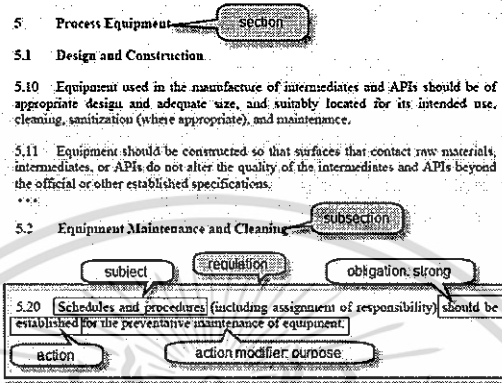 5 Process Equipment section
5.1 Design and Construction
5.10 Equipment used in the manufacture of intermediates and APIs should be of
appropriate design and adequate size, and suitably located for its intended use,
cleaning, sanitization (where appropriate), and maintenance.
5.11 Equipment should be constructed so that surfaces that contact raw materials,
intermediates, or APIs do not alter the quality of the intermediates and APIs beyond
the official or other established specifications.
...
5.2 Equipment Maintenance and Cleaning subsection
subject regulation obligation, strong
5.20 Schedules and procedures (including assignment of responsibility) should be
established for the preventative maintenance of equipment.
action action modifier: purpose